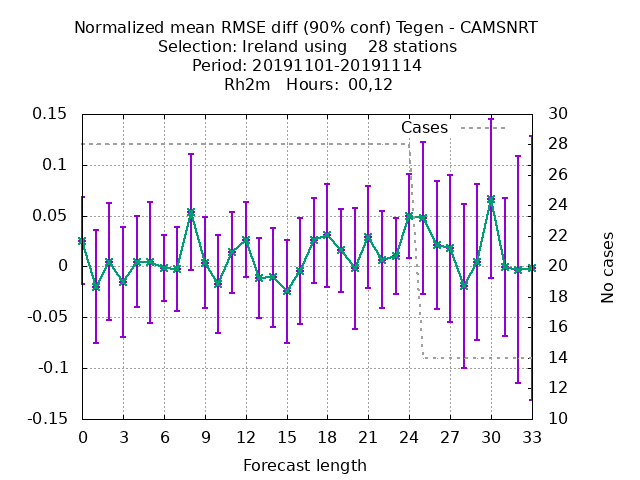 Normalized mean RMSE diff (90% conf) Tegen - CAMSNRT
Selection: Ireland using    28 stations
Period: 20191101-20191114
Rh2m   Hours:  00,12
Cases
0.15
0.1
0.05
0
-0.05
-0.1
-0.15
30
28
26
24
22
20
18
16
14
12
10
No cases
0 3 6 9 12 15 18 21 24 27 30 33
Forecast length